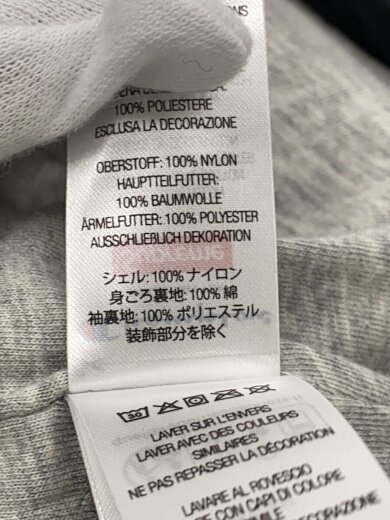 100% POLIESTERE
ESCLUSA LA DECORAZIONE
OBERSTOFF: 100% NYLON
HAUPTTEILFUTTER:
100% BAUMWOLLE
ÄRMELFUTTER: 100% POLYESTER
AUSSCHLIEBLICH DEKORATION
シェル: 100% ナイロン
身ごろ裏地: 100% 綿
袖裏地: 100% ポリエステル
装飾部分を除く
30
LAVER SUR L'ENVERS
LAVER AVEC DES COULEURS
SIMILAIRES
NE PAS REPASSER LA DÉCORATION
LAVARE AL ROVESCIO
CON CAPI DI COLORE